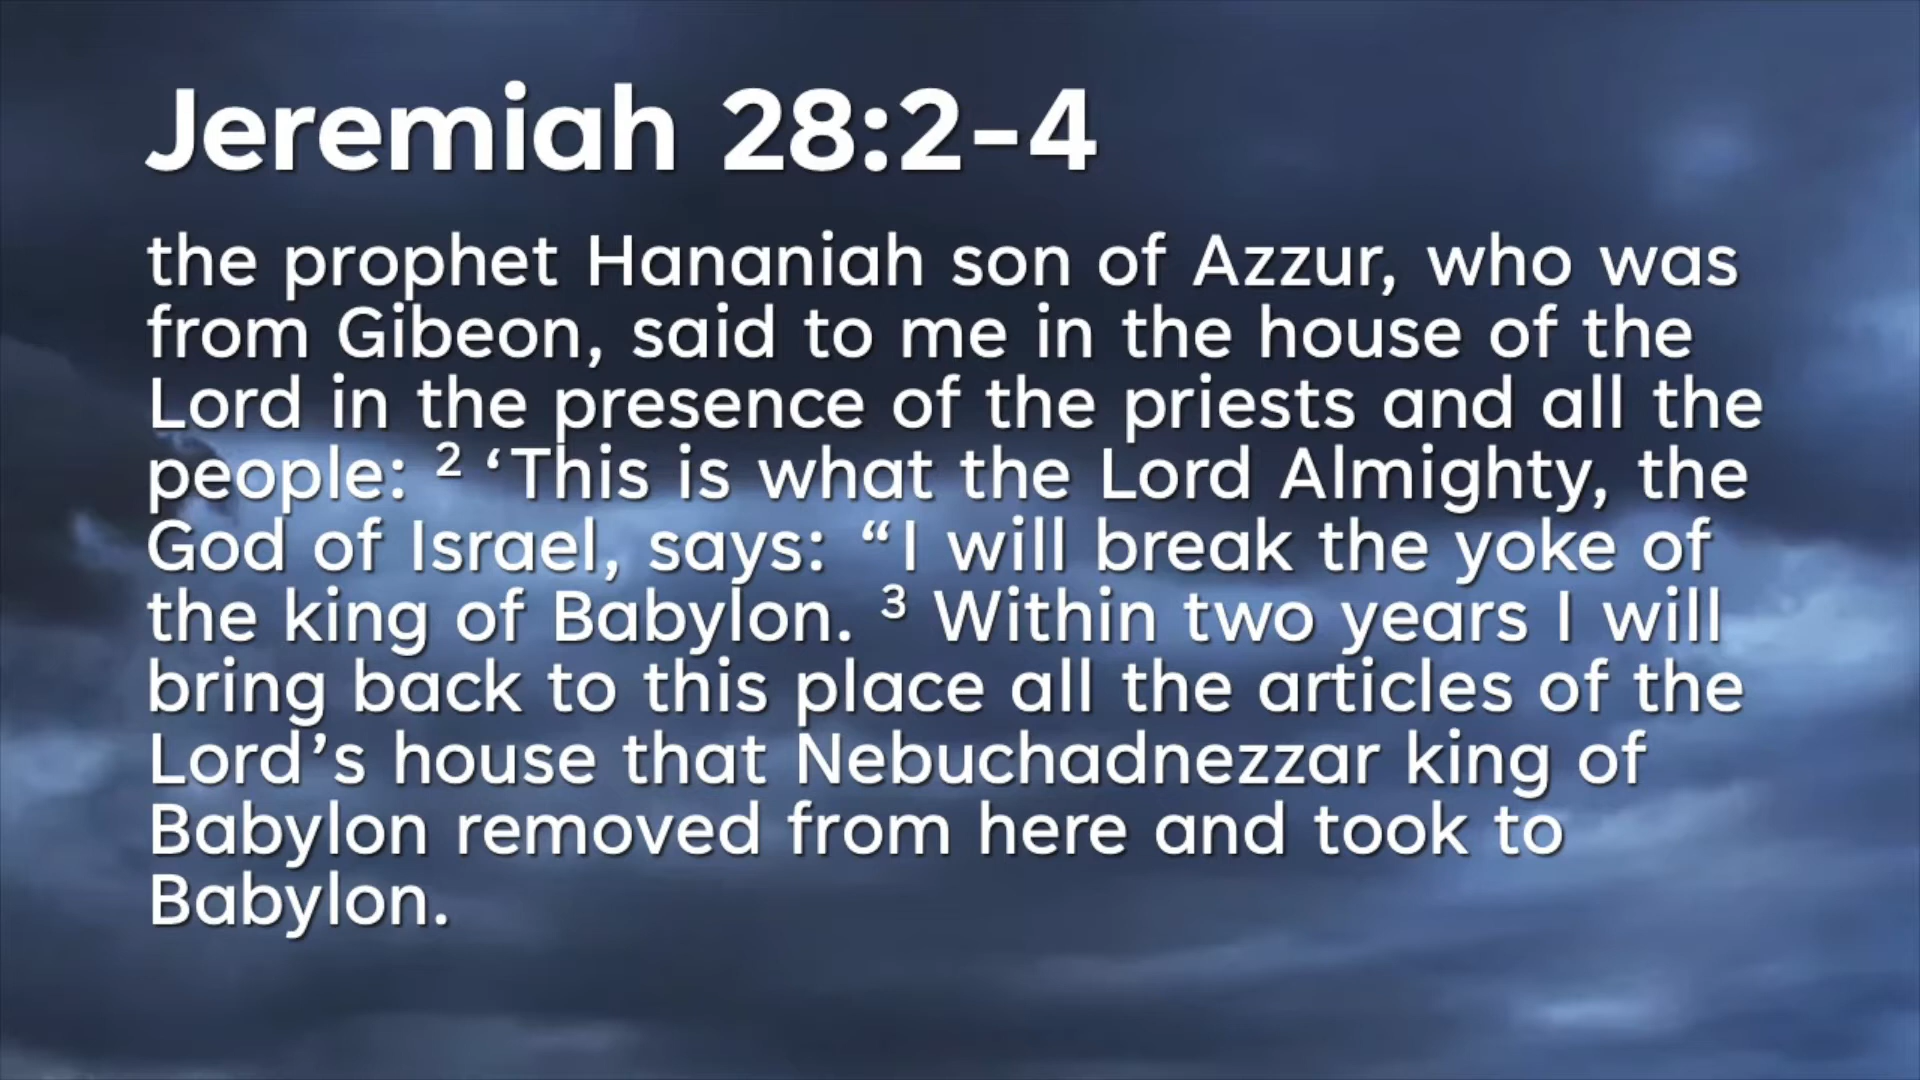 Jeremiah 28:2-4
the prophet Hananiah son of Azzur, who was
from Gibeon, said to me in the house of the
Lord in the presence of the priests and all the
people: ² ‘This is what the Lord Almighty, the
God of Israel, says: “I will break the yoke of
the king of Babylon. ³ Within two years I will
bring back to this place all the articles of the
Lord’s house that Nebuchadnezzar king of
Babylon removed from here and took to
Babylon.